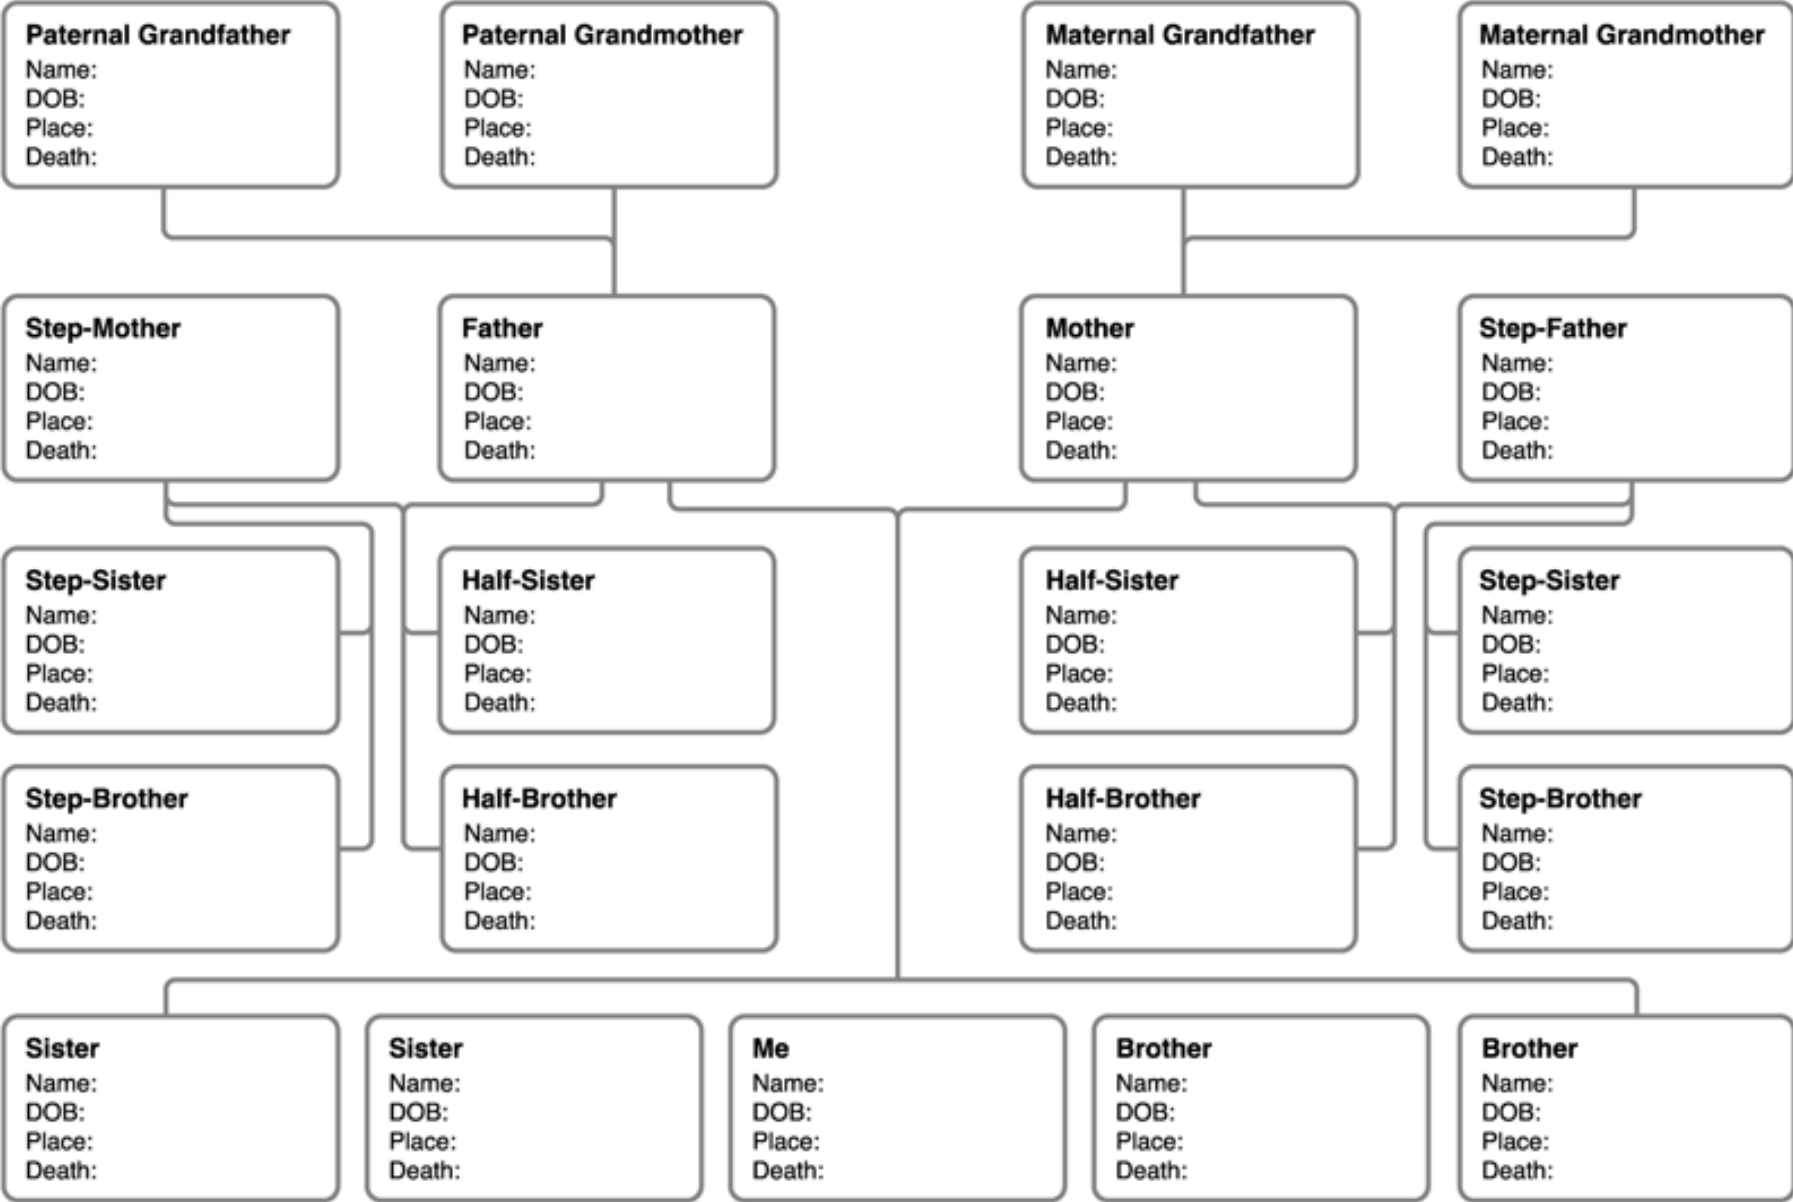 Paternal Grandfather
Name:
DOB:
Place:
Death:
Paternal Grandmother
Name:
DOB:
Place:
Death:
Maternal Grandfather
Name:
DOB:
Place:
Death:
Maternal Grandmother
Name:
DOB:
Place:
Death:
Step-Mother
Name:
DOB:
Place:
Death:
Father
Name:
DOB:
Place:
Death:
Mother
Name:
DOB:
Place:
Death:
Step-Father
Name:
DOB:
Place:
Death:
Step-Sister
Name:
DOB:
Place:
Death:
Half-Sister
Name:
DOB:
Place:
Death:
Half-Sister
Name:
DOB:
Place:
Death:
Step-Sister
Name:
DOB:
Place:
Death:
Step-Brother
Name:
DOB:
Place:
Death:
Half-Brother
Name:
DOB:
Place:
Death:
Half-Brother
Name:
DOB:
Place:
Death:
Step-Brother
Name:
DOB:
Place:
Death:
Sister
Name:
DOB:
Place:
Death:
Sister
Name:
DOB:
Place:
Death:
Me
Name:
DOB:
Place:
Death:
Brother
Name:
DOB:
Place:
Death:
Brother
Name:
DOB:
Place:
Death: